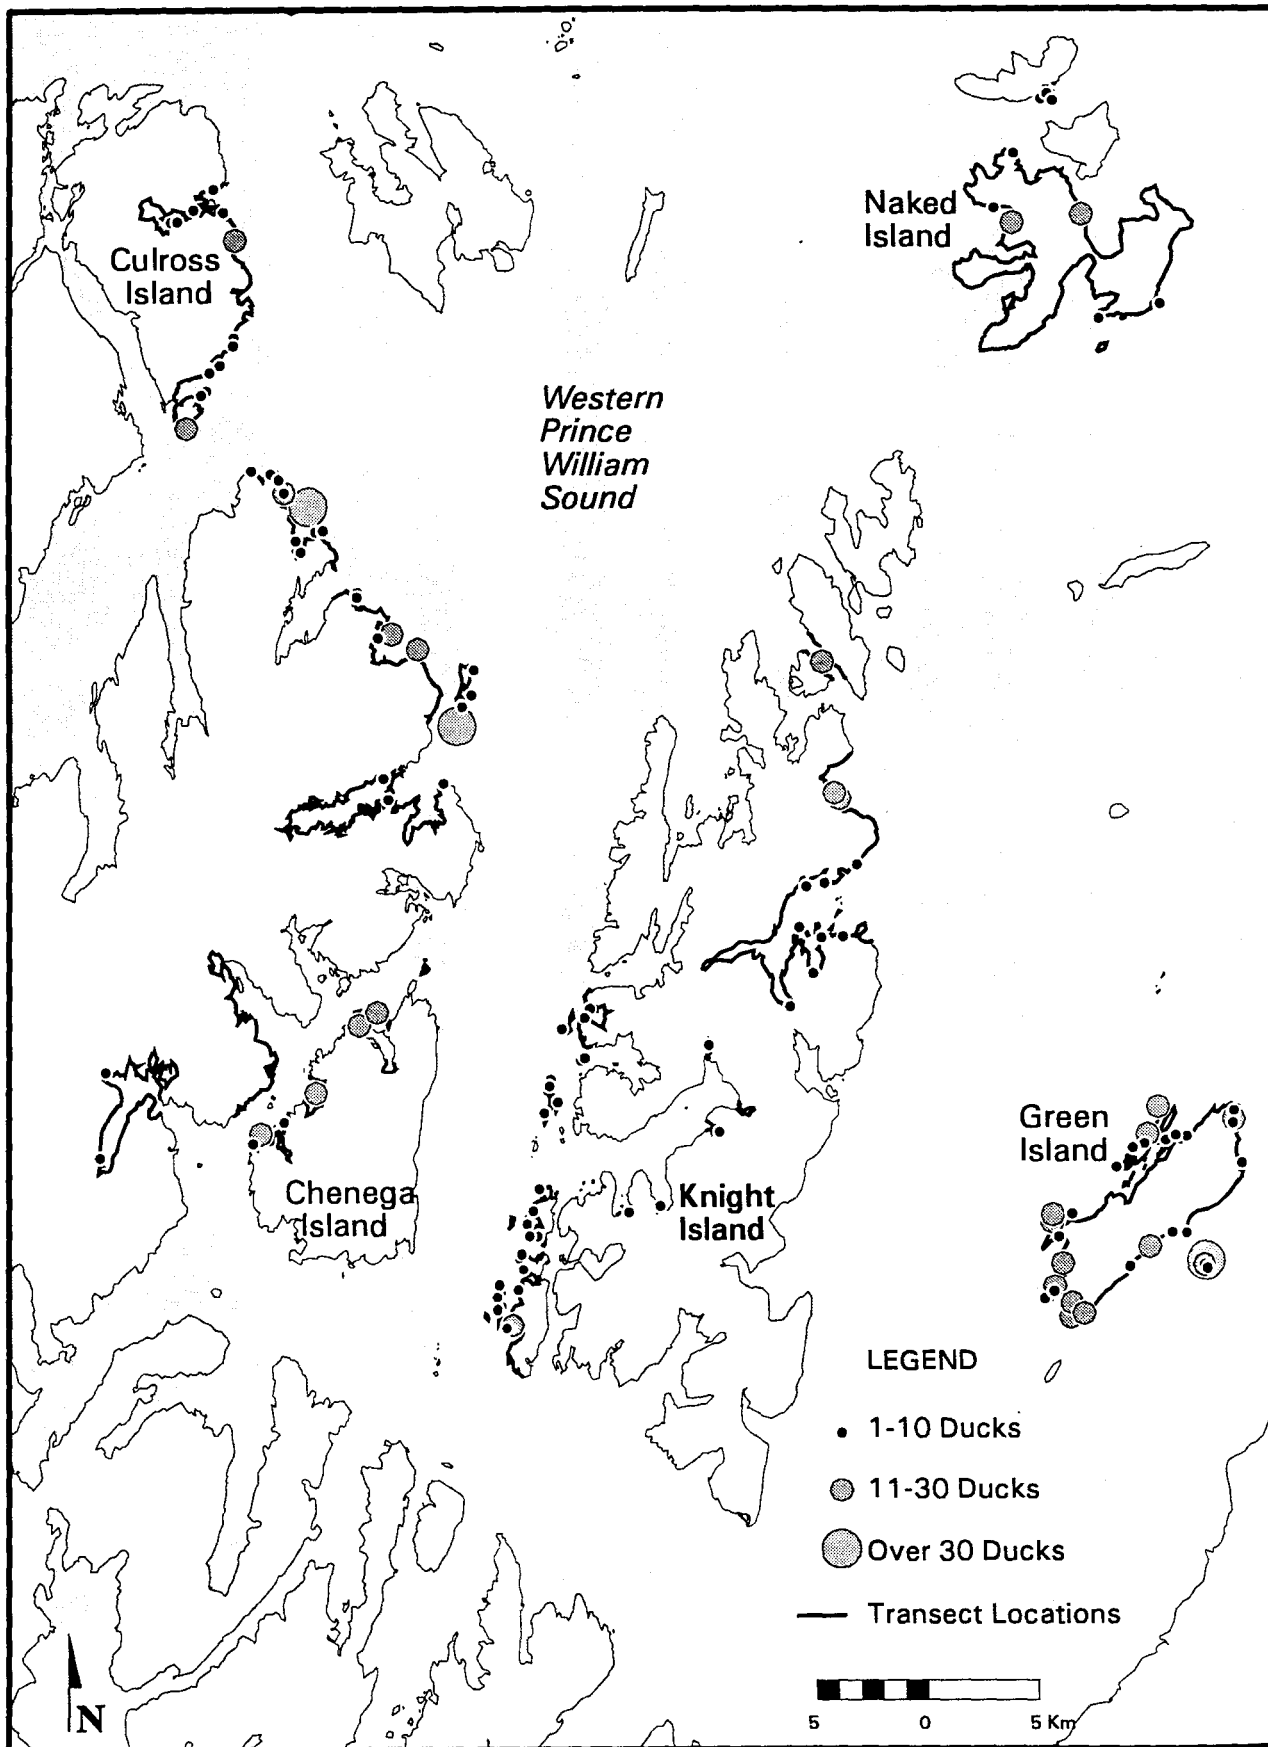 Naked
Island
Culross
Island
Western
Prince
William
Sound
Green
Island
Chenega
Island
Knight
Island
LEGEND
1-10 Ducks
11-30 Ducks
Over 30 Ducks
Transect Locations
N
5 0 5 Km